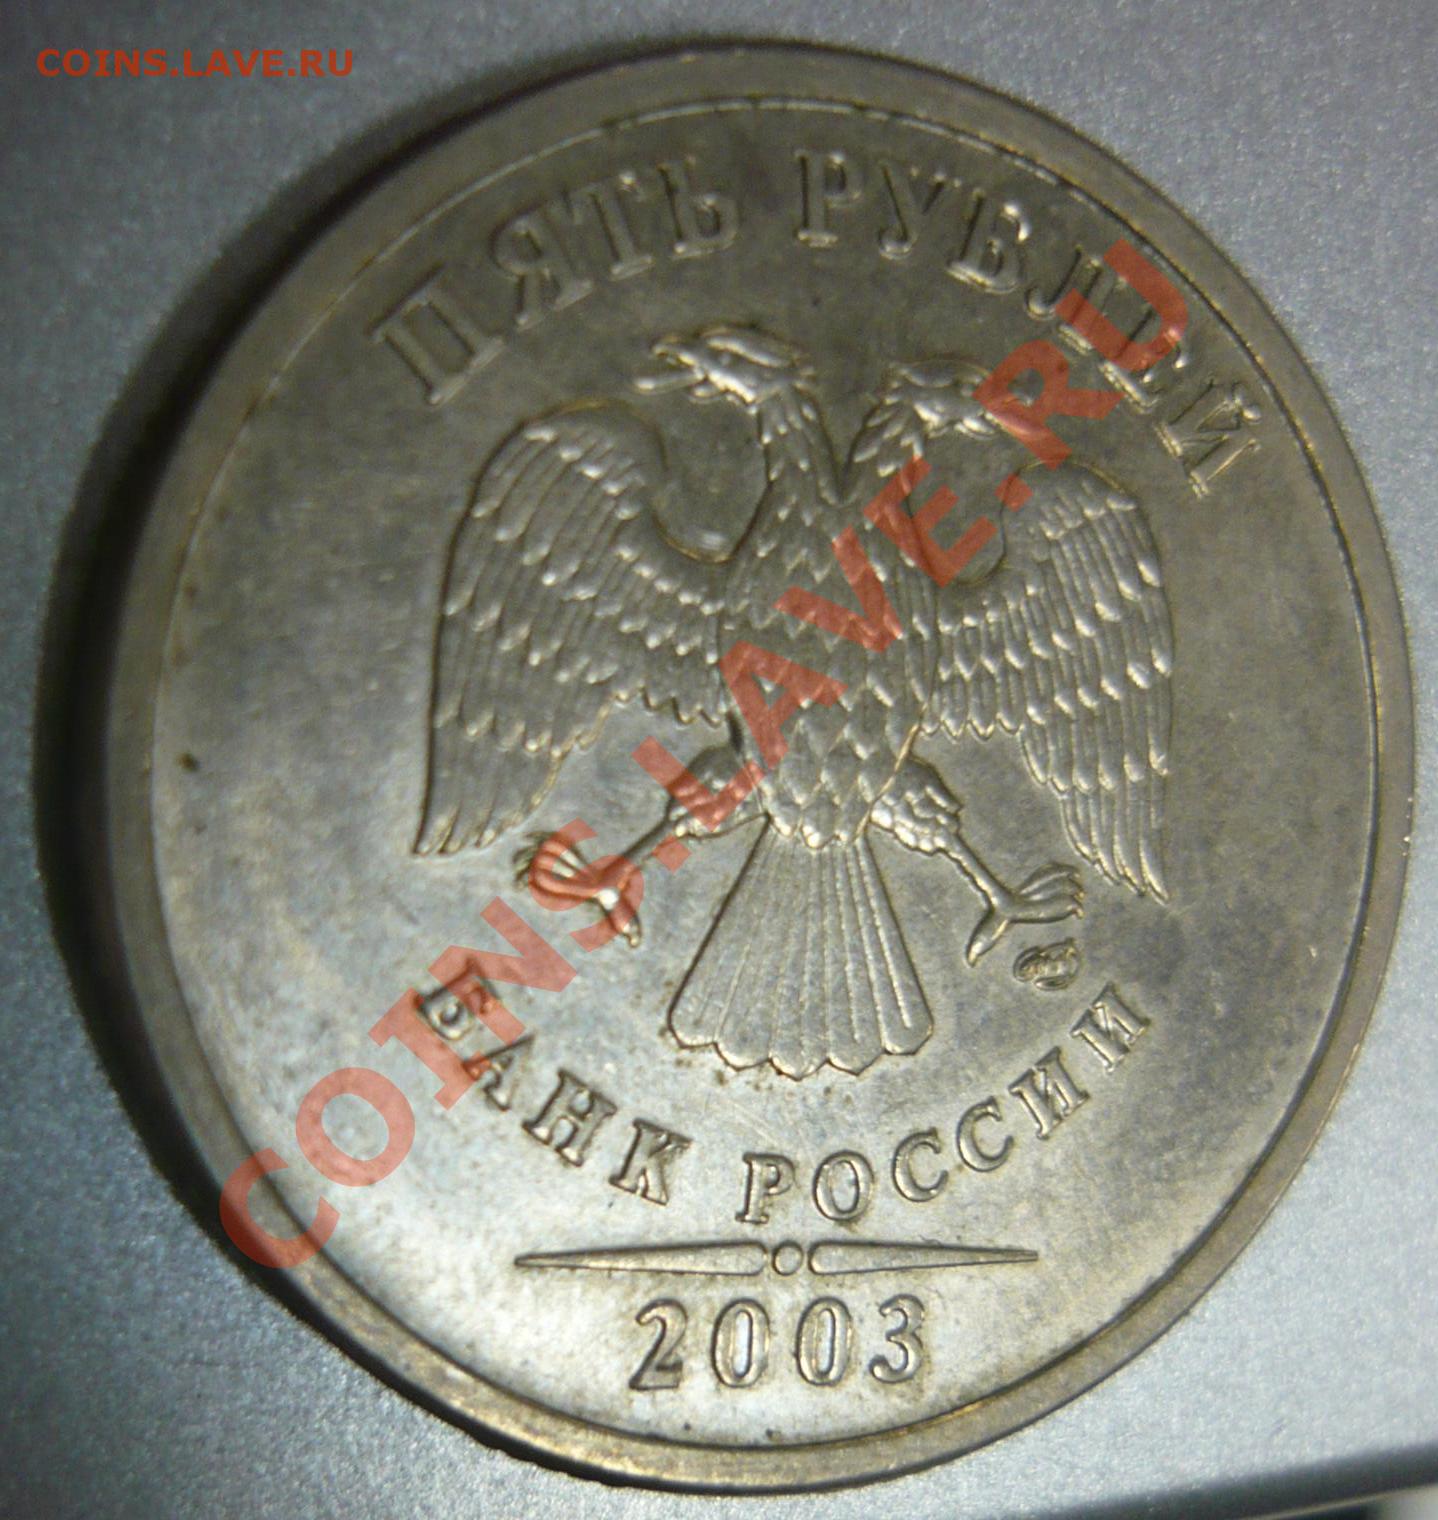 COINS.LAVE.RU
ПЯТЬ РУБЛЕЙ
COINS.LAVE.RU
БАНК РОССИИ
2003